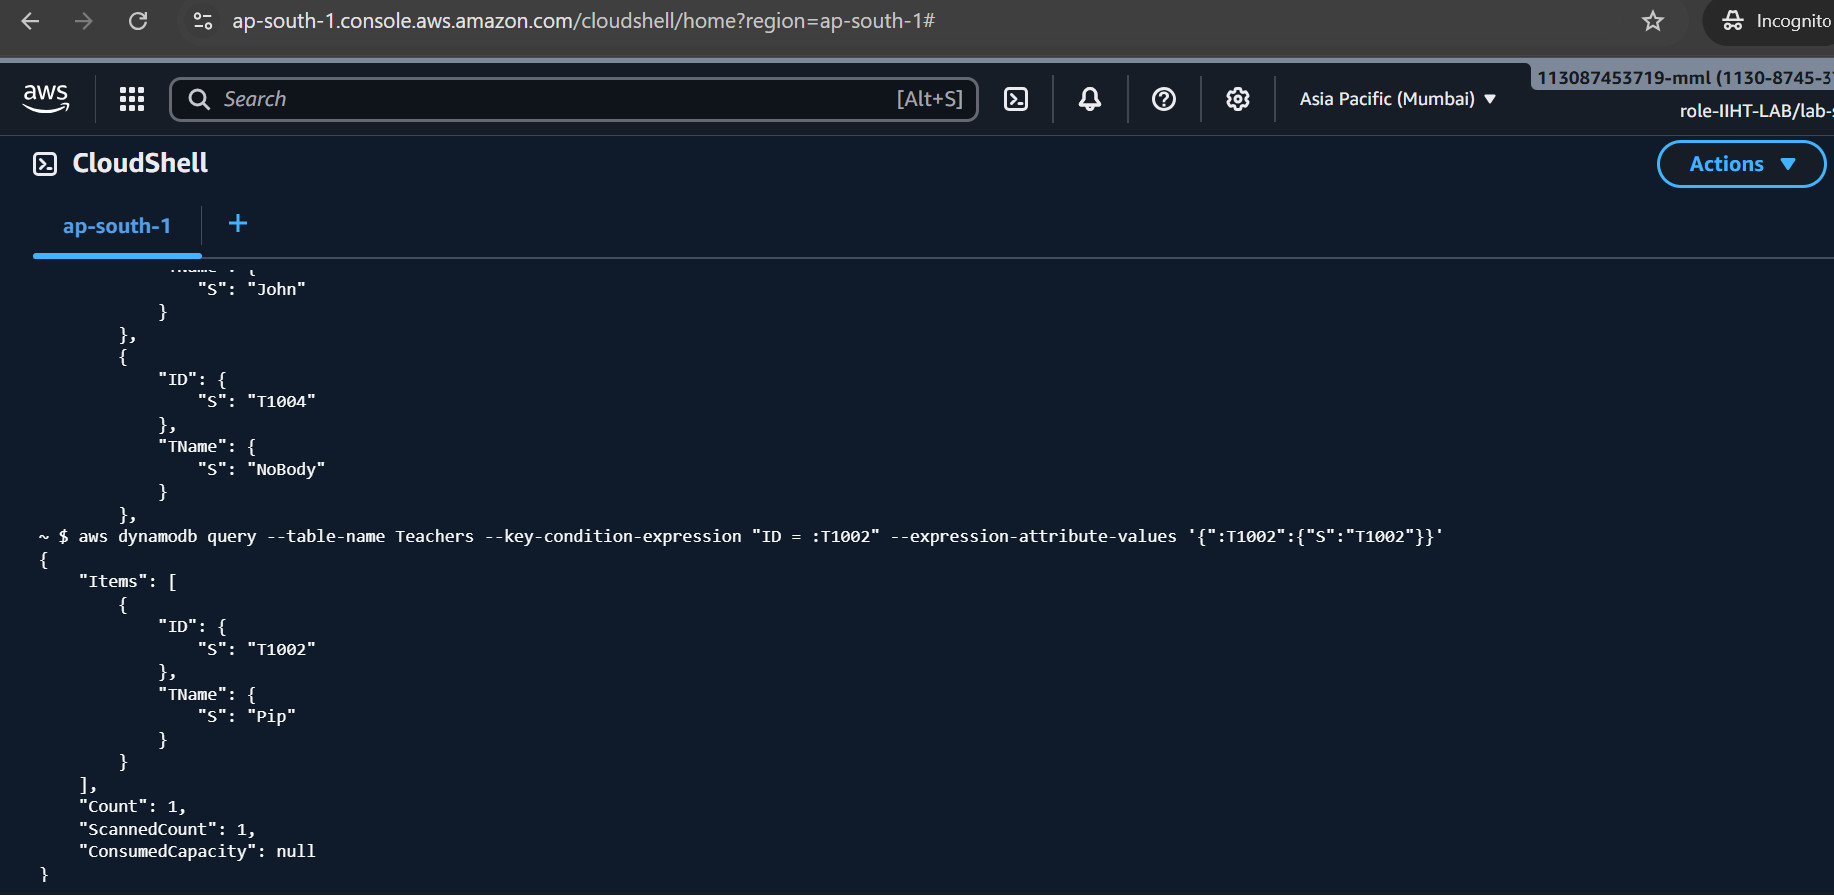 ap-south-1.console.aws.amazon.com/cloudshell/home?region=ap-south-1#
Incognito
aws
Search
[Alt+S]
Asia Pacific (Mumbai)
113087453719-mml (1130-8745-3
role-IIHT-LAB/lab-
CloudShell
Actions
ap-south-1
+
"TName": {
"S": "John"
}
},
{
"ID": {
"S": "T1004"
},
"TName": {
"S": "NoBody"
}
},
~ $ aws dynamodb query --table-name Teachers --key-condition-expression "ID = :T1002" --expression-attribute-values '{":T1002":{"S":"T1002"}}'
{
"Items": [
{
"ID": {
"S": "T1002"
},
"TName": {
"S": "Pip"
}
}
],
"Count": 1,
"ScannedCount": 1,
"ConsumedCapacity": null
}